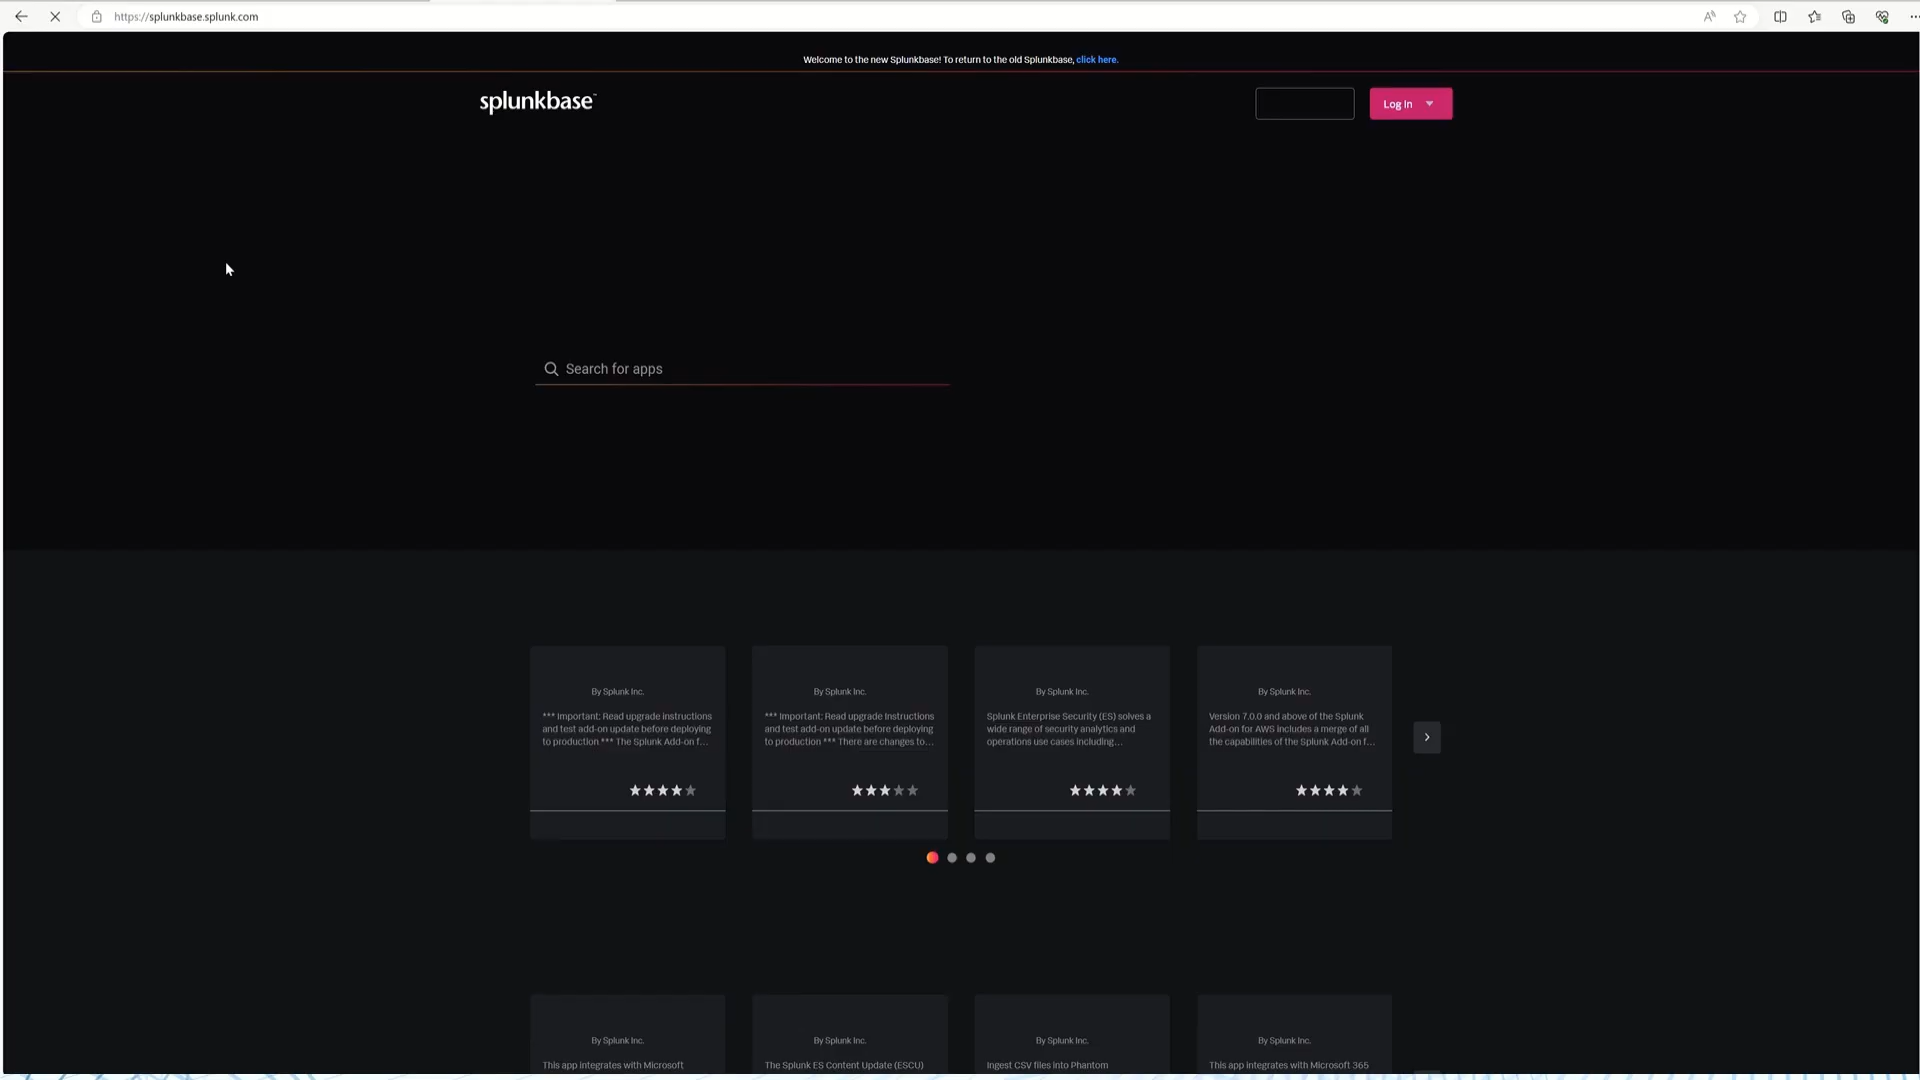 https://splunkbase.splunk.com
Welcome to the new Splunkbase! To return to the old Splunkbase, click here.
splunkbase™
Log In
Search for apps
By Splunk Inc.
*** Important: Read upgrade instructions
and test add-on update before deploying
to production *** The Splunk Add-on f...
By Splunk Inc.
*** Important: Read upgrade Instructions
and test add-on update before deploying
to production *** There are changes to...
By Splunk Inc.
Splunk Enterprise Security (ES) solves a
wide range of security analytics and
operations use cases including...
By Splunk Inc.
Version 7.0.0 and above of the Splunk
Add-on for AWS includes a merge of all
the capabilities of the Splunk Add-on f...
By Splunk Inc.
This app integrates with Microsoft
By Splunk Inc.
The Splunk ES Content Update (ESCU)
By Splunk Inc.
Ingest CSV files into Phantom
By Splunk Inc.
This app integrates with Microsoft 365